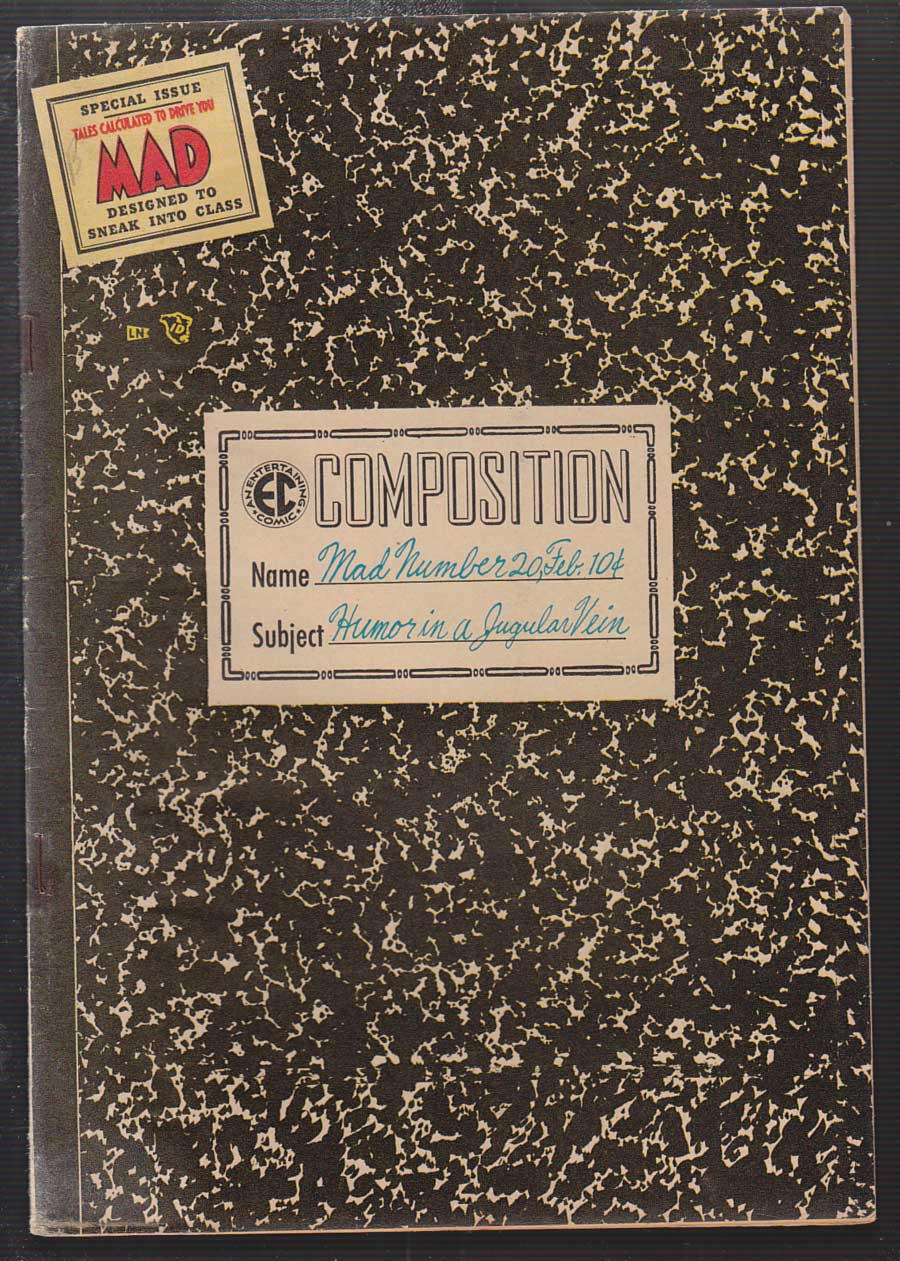 SPECIAL ISSUE
TALES CALCULATED TO DRIVE YOU
MAD
DESIGNED TO
SNEAK INTO CLASS
AN ENTERTAINING
EC
COMIC
COMPOSITION
Name Mad Number 20, Feb. 10¢
Subject Humor in a Jugular Vein